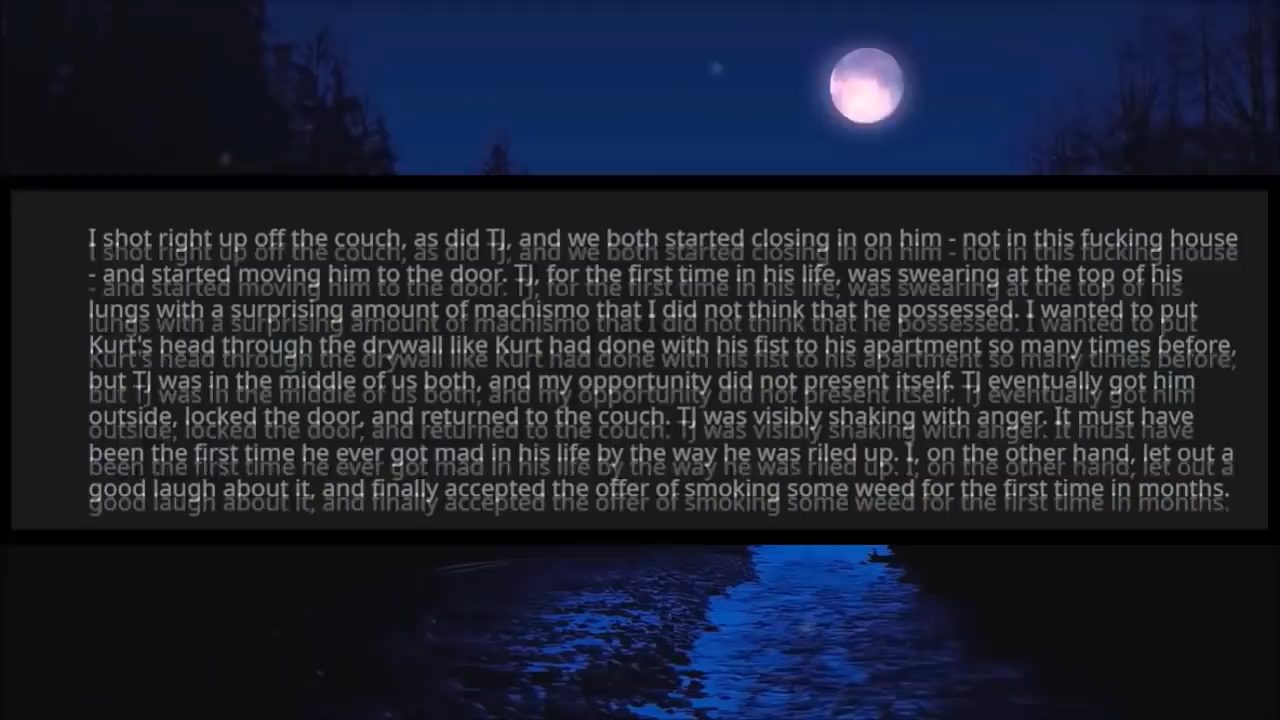 I shot right up off the couch, as did TJ, and we both started closing in on him - not in this fucking house
- and started moving him to the door. TJ, for the first time in his life, was swearing at the top of his
lungs with a surprising amount of machismo that I did not think that he possessed. I wanted to put
Kurt's head through the drywall like Kurt had done with his fist to his apartment so many times before,
but TJ was in the middle of us both, and my opportunity did not present itself. TJ eventually got him
outside, locked the door, and returned to the couch. TJ was visibly shaking with anger. It must have
been the first time he ever got mad in his life by the way he was riled up. I, on the other hand, let out a
good laugh about it, and finally accepted the offer of smoking some weed for the first time in months.